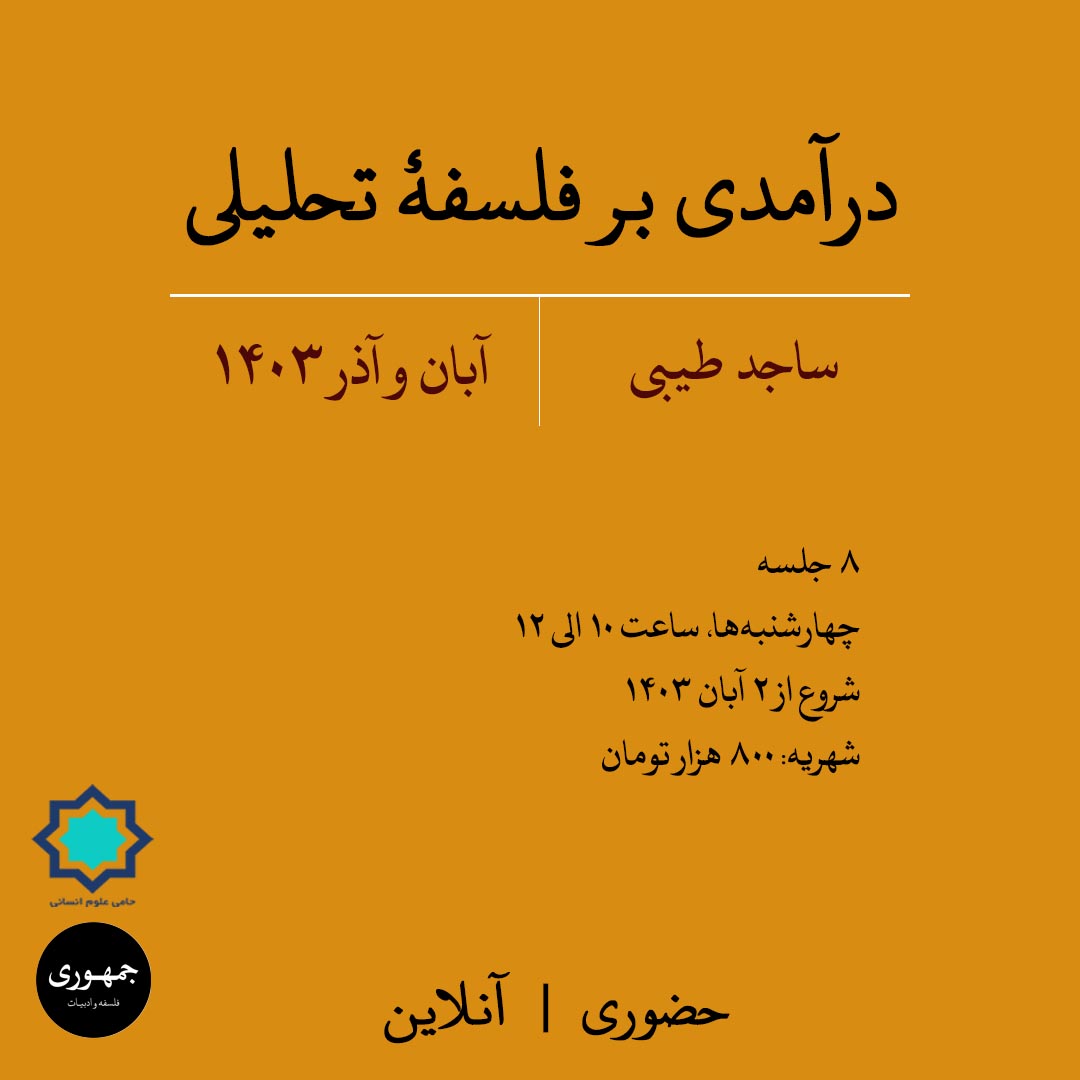 درآمدی بر فلسفهٔ تحلیلی
ساجد طیبی
آبان و آذر ۱۴۰۳
۸ جلسه
چهارشنبه‌ها، ساعت ۱۰ الی ۱۲
شروع از ۲ آبان ۱۴۰۳
شهریه: ۸۰۰ هزار تومان
حامی علوم انسانی
جمهوری
فلسفه و ادبیات
حضوری | آنلاین